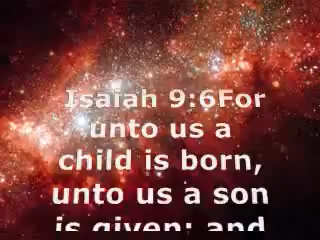 Isaiah 9:6For
unto us a
child is born,
unto us a son
is given: and